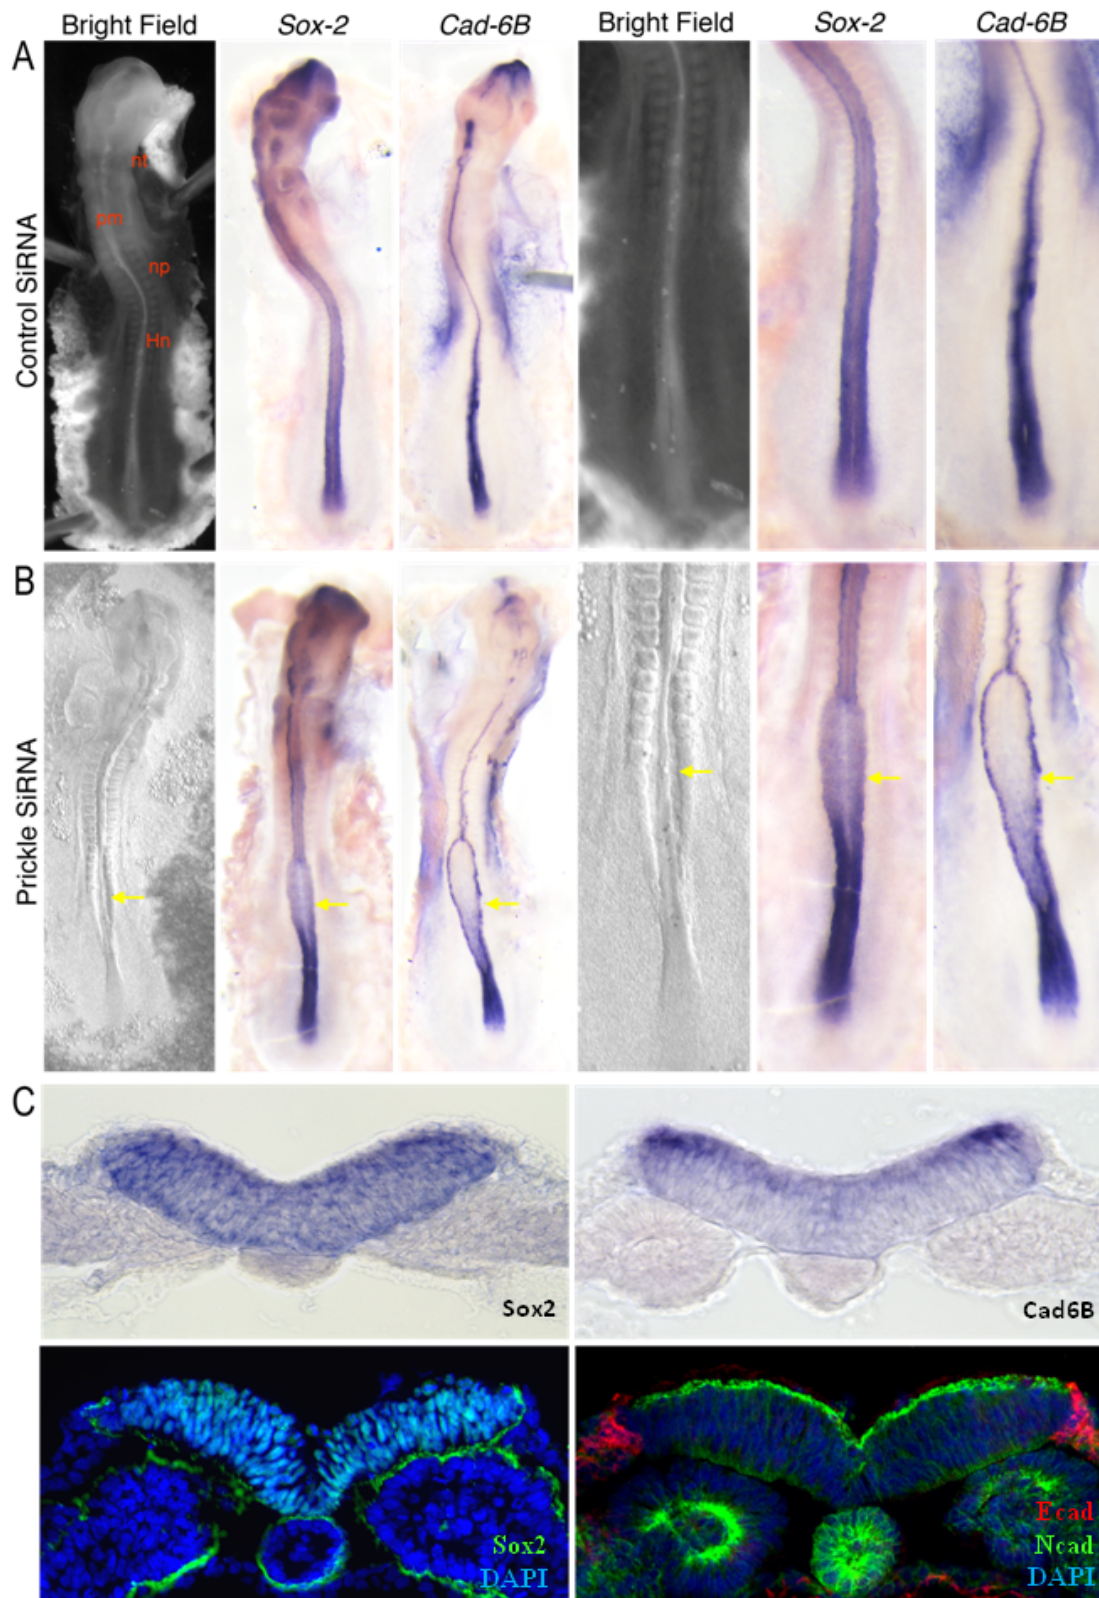 Bright Field Sox-2 Cad-6B Bright Field Sox-2 Cad-6B
A
Control SiRNA
nt
pm
np
Hn
B
Prickle SiRNA
C
Sox2
Cad6B
Sox2
DAPI
Ecad
Ncad
DAPI